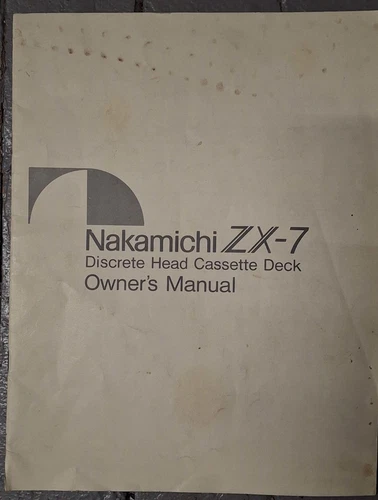 Nakamichi ZX-7
Discrete Head Cassette Deck
Owner's Manual